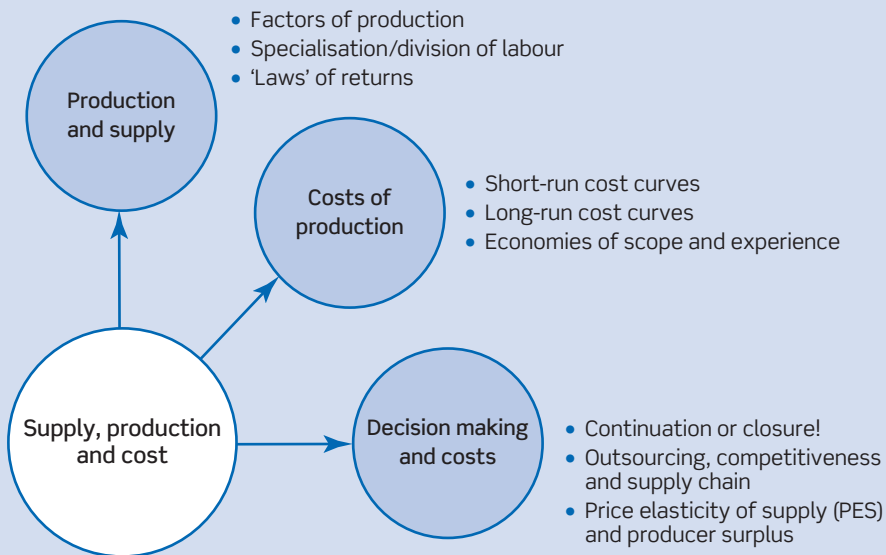 • Factors of production
• Specialisation/division of labour
• ‘Laws’ of returns
Production
and supply
Costs of
production
• Short-run cost curves
• Long-run cost curves
• Economies of scope and experience
Supply, production
and cost
Decision making
and costs
• Continuation or closure!
• Outsourcing, competitiveness
and supply chain
• Price elasticity of supply (PES)
and producer surplus